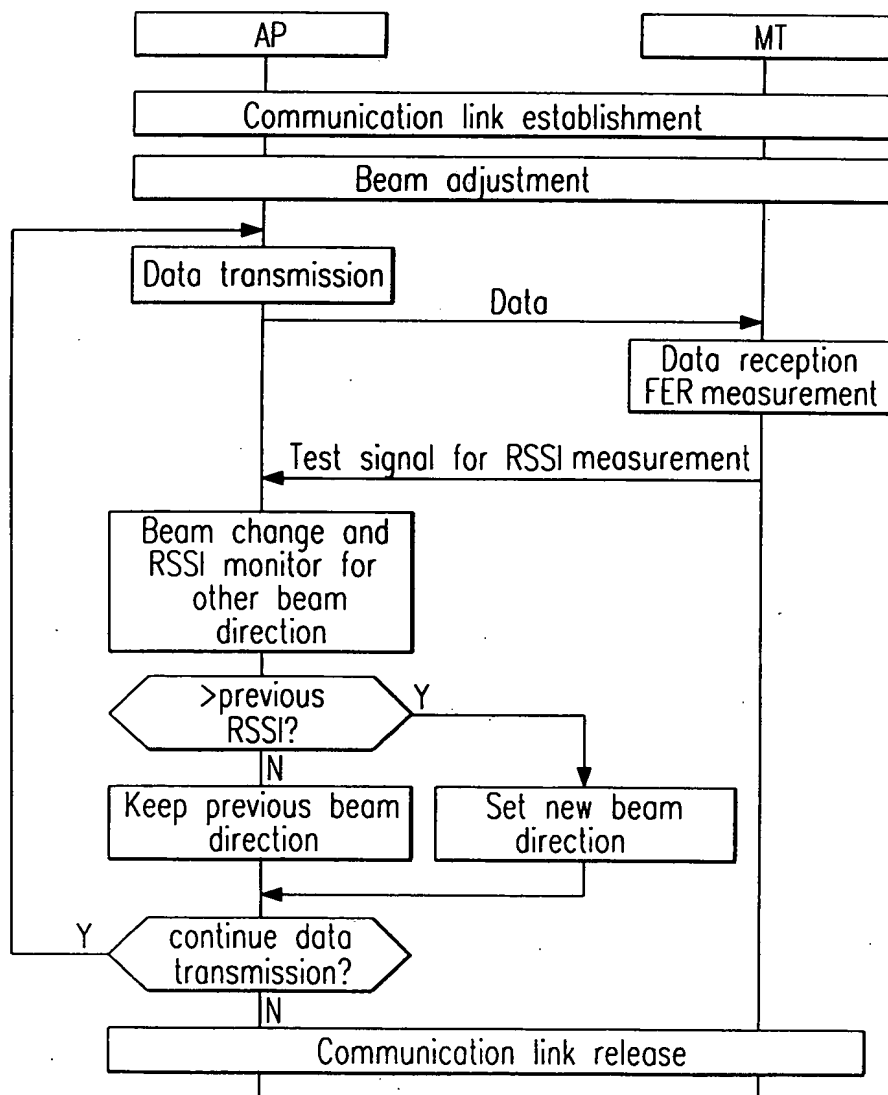 AP
MT
Communication link establishment
Beam adjustment
Data transmission
Data
Data reception
FER measurement
Test signal for RSSI measurement
Beam change and
RSSI monitor for
other beam
direction
>previous
RSSI?
Y
N
Keep previous beam
direction
Set new beam
direction
Y
continue data
transmission?
N
Communication link release